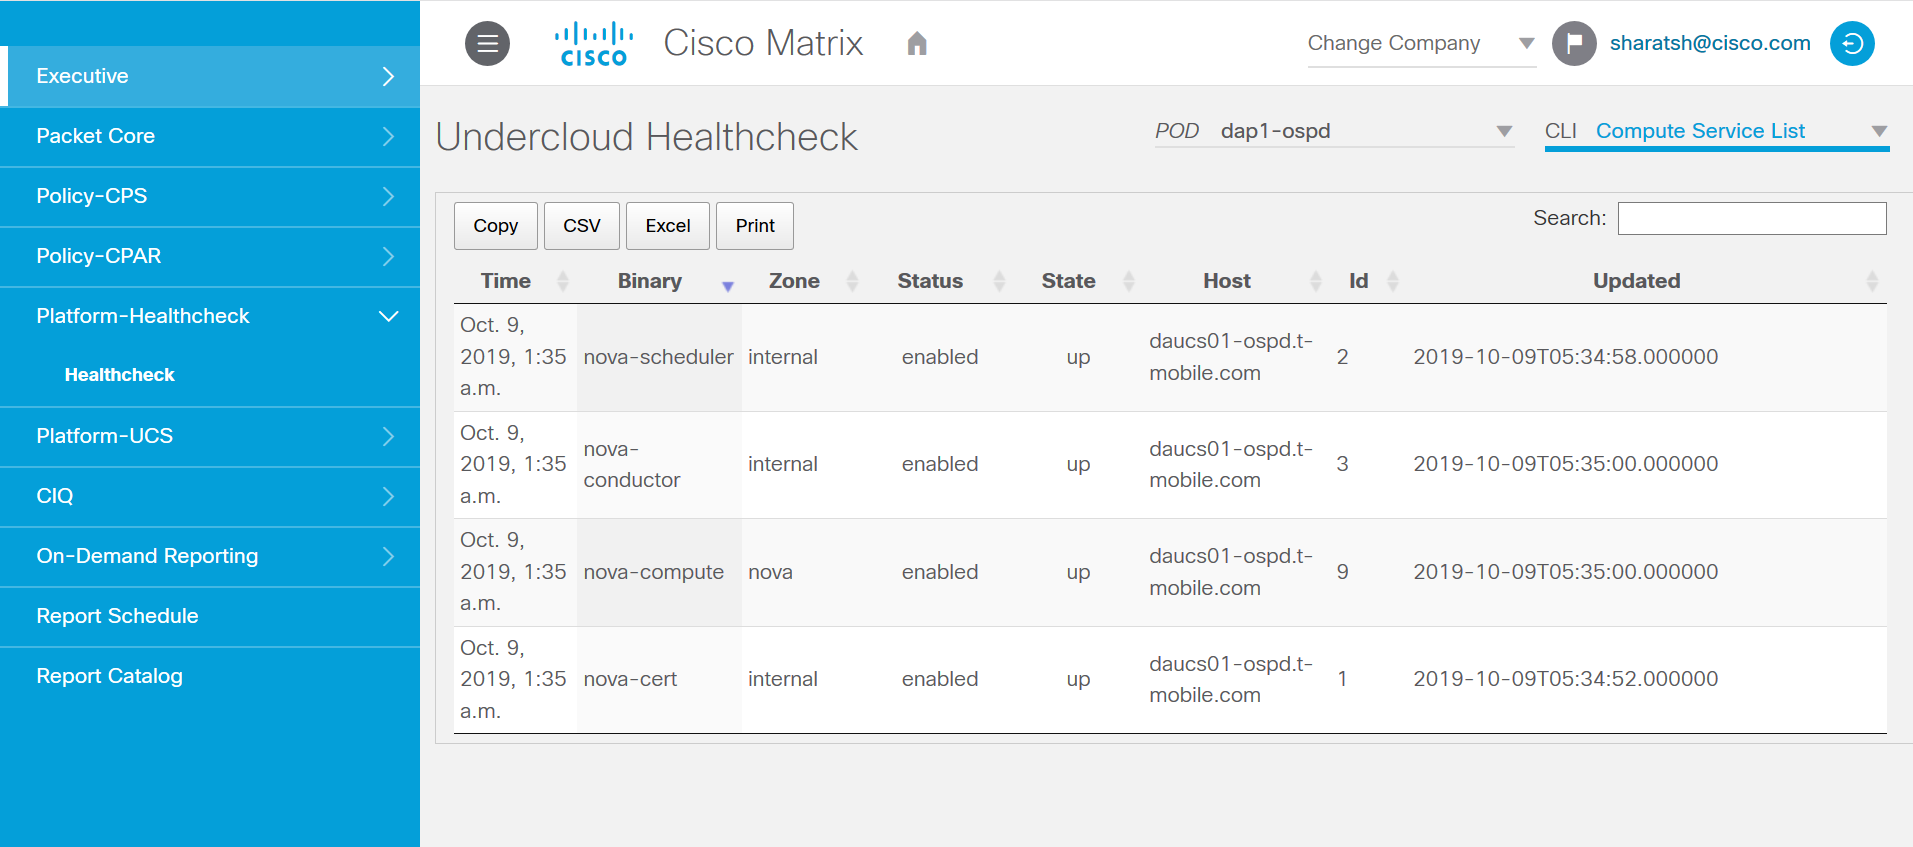 CISCO
Cisco Matrix
Change Company
sharatsh@cisco.com
Executive
Packet Core
Policy-CPS
Policy-CPAR
Platform-Healthcheck
Healthcheck
Platform-UCS
CIQ
On-Demand Reporting
Report Schedule
Report Catalog
Undercloud Healthcheck
POD dap1-ospd
CLI Compute Service List
Copy CSV Excel Print
Search:
Time Binary Zone Status State Host Id Updated
Oct. 9,
2019, 1:35
a.m.
nova-scheduler
internal
enabled
up
daucs01-ospd.t-
mobile.com
2
2019-10-09T05:34:58.000000
Oct. 9,
2019, 1:35
a.m.
nova-
conductor
internal
enabled
up
daucs01-ospd.t-
mobile.com
3
2019-10-09T05:35:00.000000
Oct. 9,
2019, 1:35
a.m.
nova-compute
nova
enabled
up
daucs01-ospd.t-
mobile.com
9
2019-10-09T05:35:00.000000
Oct. 9,
2019, 1:35
a.m.
nova-cert
internal
enabled
up
daucs01-ospd.t-
mobile.com
1
2019-10-09T05:34:52.000000